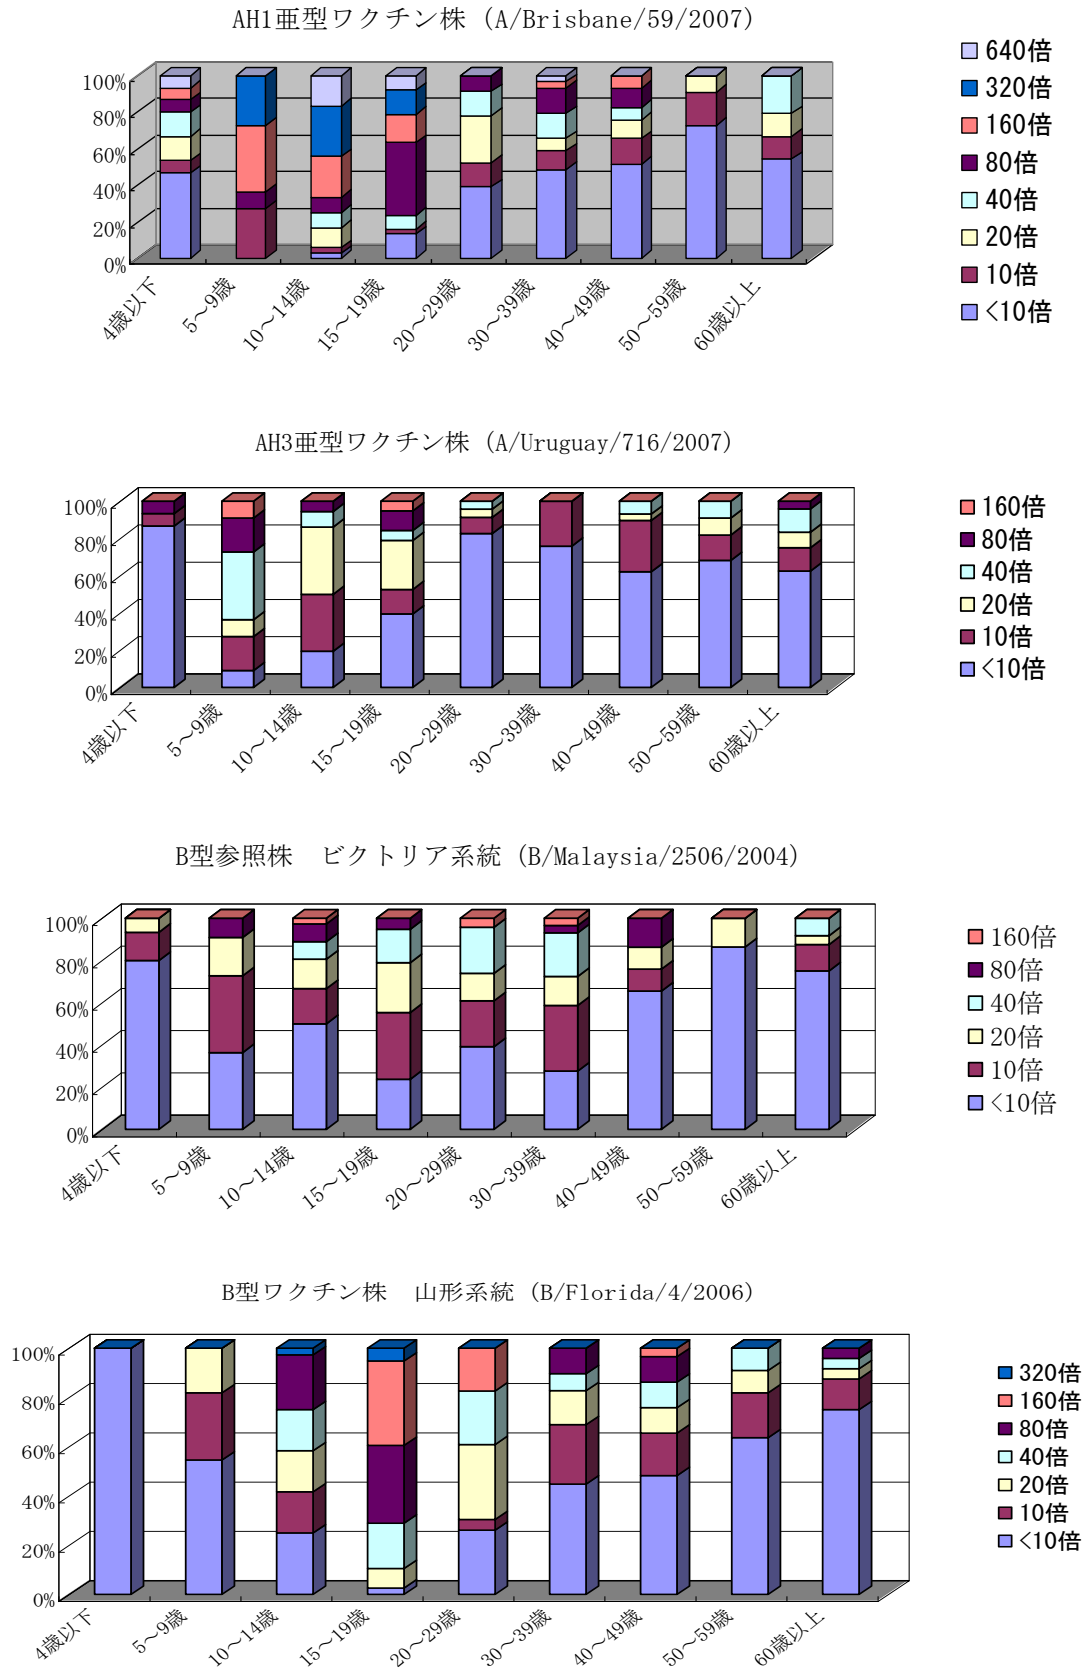 AH1亜型ワクチン株（A/Brisbane/59/2007）
100%
80%
60%
40%
20%
0%
4歳以下
5～9歳
10～14歳
15～19歳
20～29歳
30～39歳
40～49歳
50～59歳
60歳以上
640倍
320倍
160倍
80倍
40倍
20倍
10倍
<10倍
AH3亜型ワクチン株（A/Uruguay/716/2007）
100%
80%
60%
40%
20%
0%
4歳以下
5～9歳
10～14歳
15～19歳
20～29歳
30～39歳
40～49歳
50～59歳
60歳以上
160倍
80倍
40倍
20倍
10倍
<10倍
B型参照株　ビクトリア系統（B/Malaysia/2506/2004）
100%
80%
60%
40%
20%
0%
4歳以下
5～9歳
10～14歳
15～19歳
20～29歳
30～39歳
40～49歳
50～59歳
60歳以上
160倍
80倍
40倍
20倍
10倍
<10倍
B型ワクチン株　山形系統（B/Florida/4/2006）
100%
80%
60%
40%
20%
0%
4歳以下
5～9歳
10～14歳
15～19歳
20～29歳
30～39歳
40～49歳
50～59歳
60歳以上
320倍
160倍
80倍
40倍
20倍
10倍
<10倍